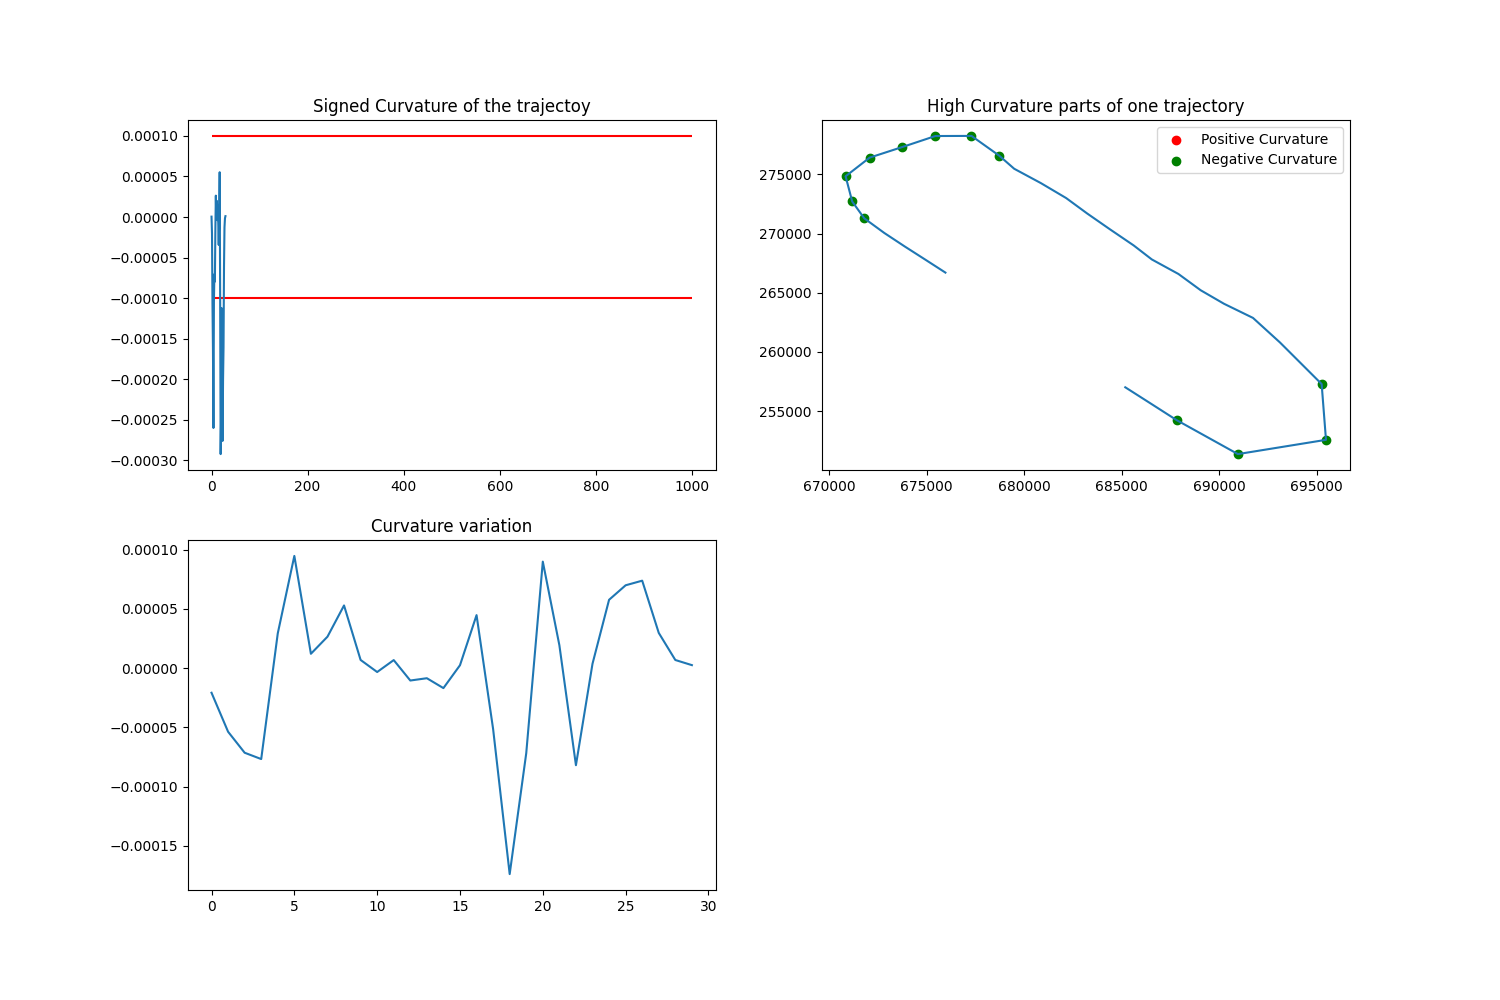 Signed Curvature of the trajectoy
0.00010
0.00005
0.00000
−0.00005
−0.00010
−0.00015
−0.00020
−0.00025
−0.00030
0 200 400 600 800 1000
High Curvature parts of one trajectory
Positive Curvature
Negative Curvature
275000
270000
265000
260000
255000
670000 675000 680000 685000 690000 695000
Curvature variation
0.00010
0.00005
0.00000
−0.00005
−0.00010
−0.00015
0 5 10 15 20 25 30